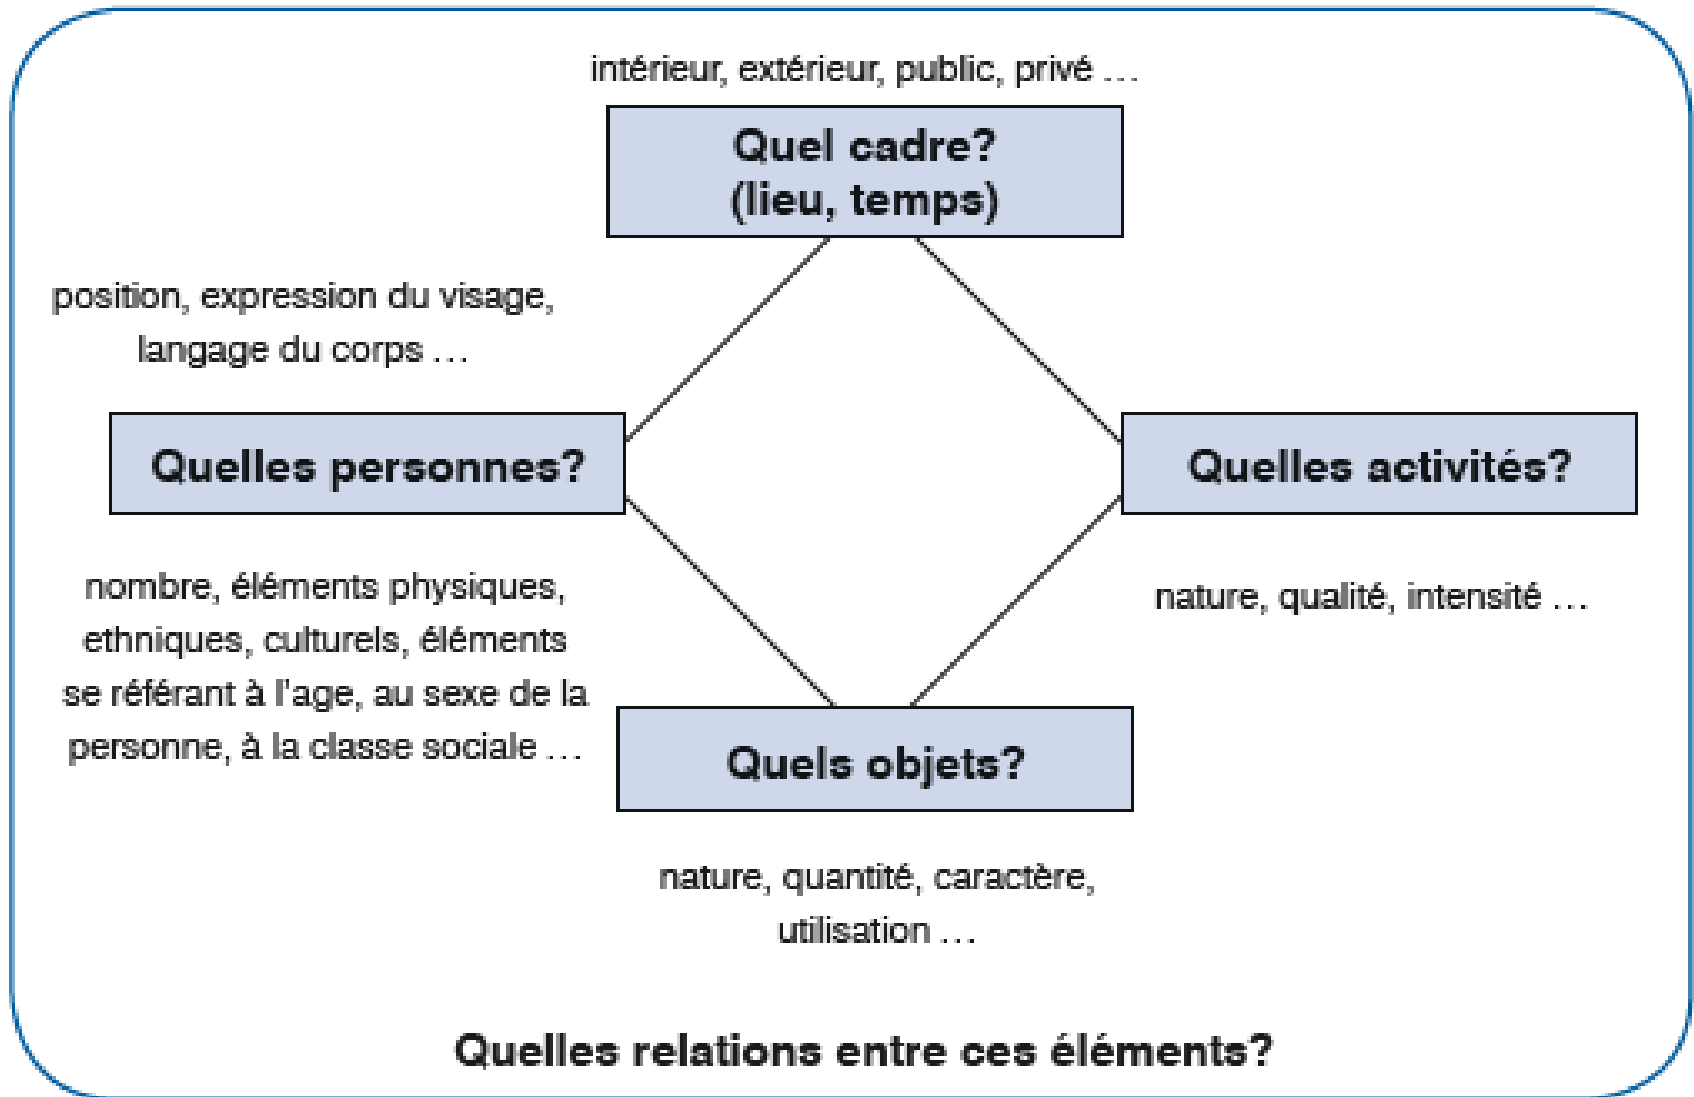 intérieur, extérieur, public, privé …
Quel cadre?
(lieu, temps)
position, expression du visage,
langage du corps …
Quelles personnes?
Quelles activités?
nombre, éléments physiques,
ethniques, culturels, éléments
se référant à l'age, au sexe de la
personne, à la classe sociale …
nature, qualité, intensité …
Quels objets?
nature, quantité, caractère,
utilisation …
Quelles relations entre ces éléments?